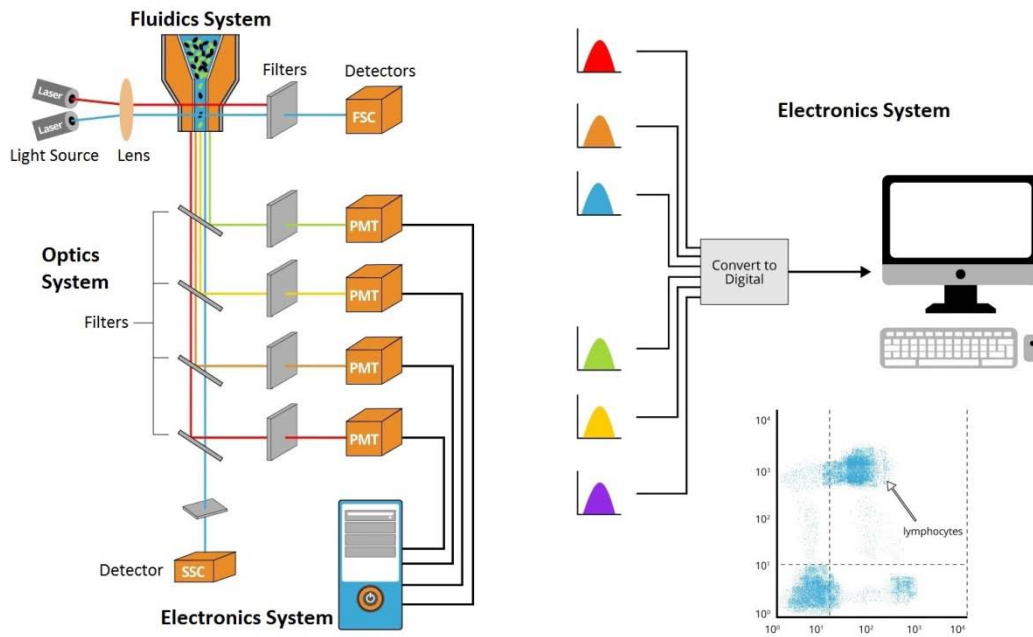 Fluidics System
Filters
Detectors
Laser
FSC
Laser
Light Source
Lens
PMT
Optics
System
PMT
Filters
PMT
PMT
Detector
SSC
Electronics System
Electronics System
Convert to
Digital
10⁴
10³
lymphocytes
10²
10¹
10⁰
10⁰ 10¹ 10² 10³ 10⁴